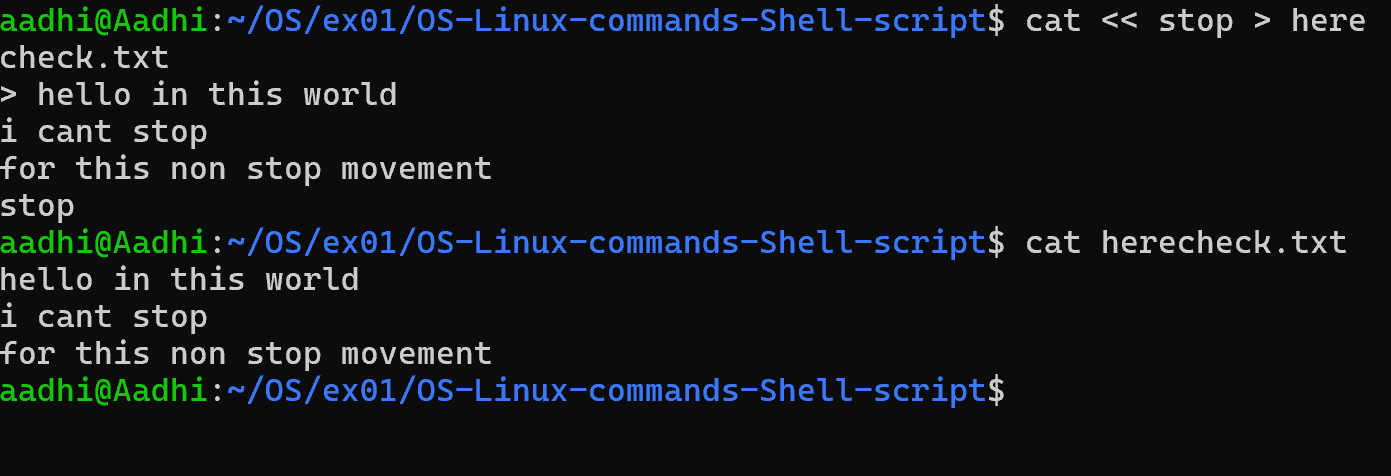 aadhi@Aadhi:~/OS/ex01/OS-Linux-commands-Shell-script$ cat << stop > here
check.txt
> hello in this world
i cant stop
for this non stop movement
stop
aadhi@Aadhi:~/OS/ex01/OS-Linux-commands-Shell-script$ cat herecheck.txt
hello in this world
i cant stop
for this non stop movement
aadhi@Aadhi:~/OS/ex01/OS-Linux-commands-Shell-script$